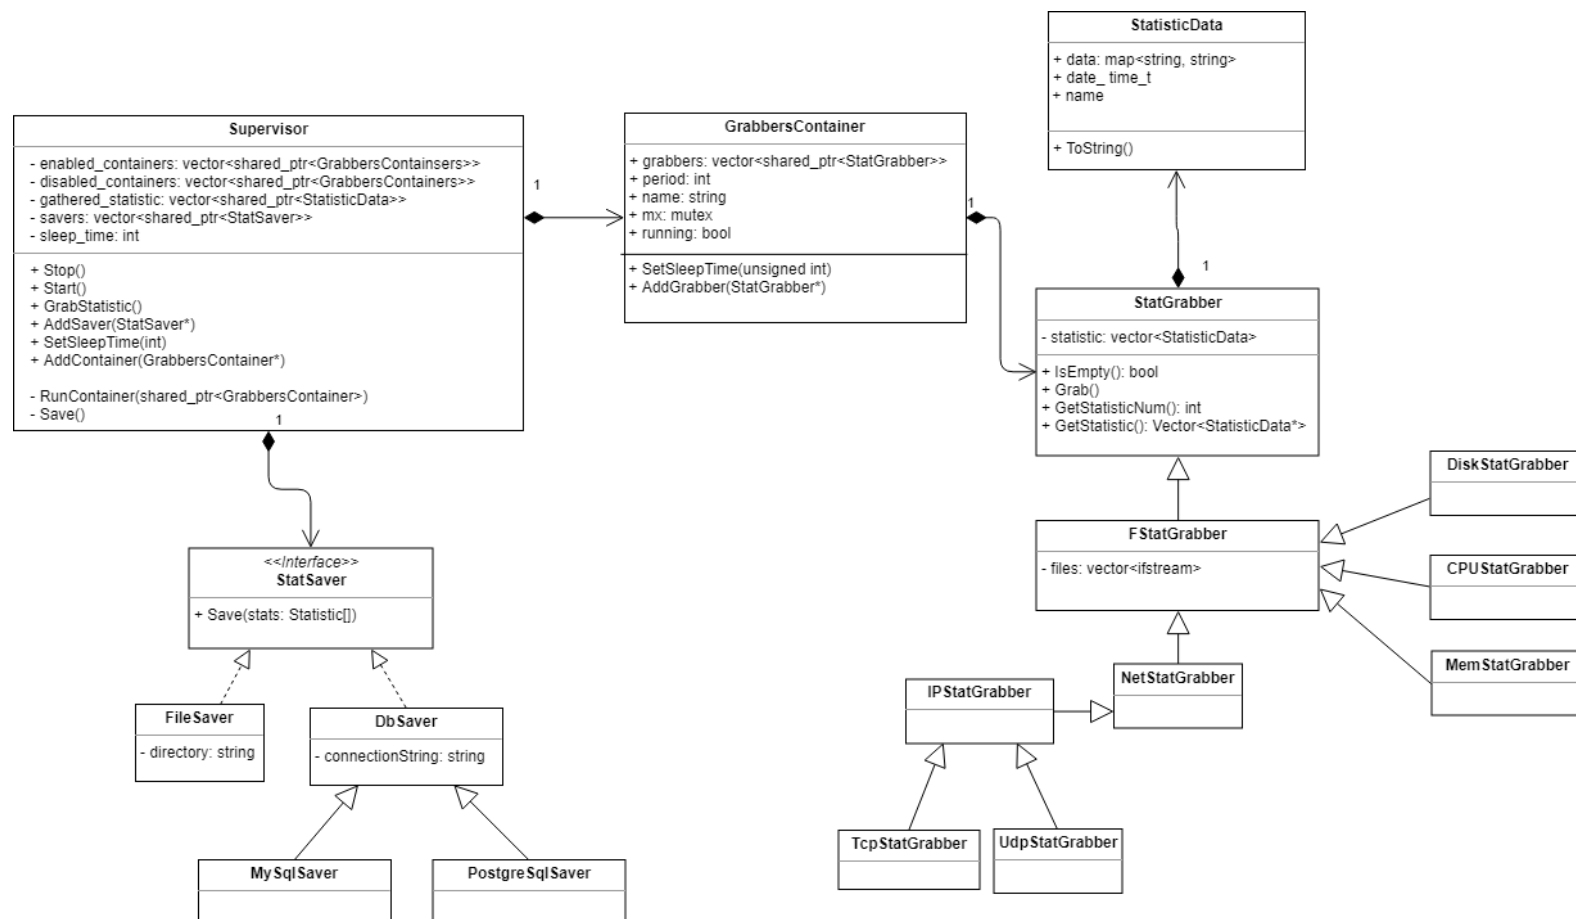 StatisticData
+ data: map<string, string>
+ date_ time_t
+ name
+ ToString()
Supervisor
- enabled_containers: vector<shared_ptr<GrabbersContainsers>>
- disabled_containers: vector<shared_ptr<GrabbersContainers>>
- gathered_statistic: vector<shared_ptr<StatisticData>>
- savers: vector<shared_ptr<StatSaver>>
- sleep_time: int
+ Stop()
+ Start()
+ GrabStatistic()
+ AddSaver(StatSaver*)
+ SetSleepTime(int)
+ AddContainer(GrabbersContainer*)
- RunContainer(shared_ptr<GrabbersContainer>)
- Save()
1
1
GrabbersContainer
+ grabbers: vector<shared_ptr<StatGrabber>>
+ period: int
+ name: string
+ mx: mutex
+ running: bool
+ SetSleepTime(unsigned int)
+ AddGrabber(StatGrabber*)
1
1
StatGrabber
- statistic: vector<StatisticData>
+ IsEmpty(): bool
+ Grab()
+ GetStatisticNum(): int
+ GetStatistic(): Vector<StatisticData*>
<<Interface>>
StatSaver
+ Save(stats: Statistic[])
FileSaver
- directory: string
DbSaver
- connectionString: string
MySqlSaver
PostgreSqlSaver
FStatGrabber
- files: vector<ifstream>
DiskStatGrabber
CPUStatGrabber
MemStatGrabber
NetStatGrabber
IPStatGrabber
TcpStatGrabber
UdpStatGrabber